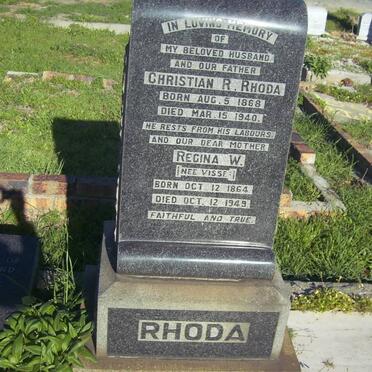 IN LOVING MEMORY
OF
MY BELOVED HUSBAND
AND OUR FATHER
CHRISTIAN R. RHODA
BORN AUG. 5 1868
DIED MAR. 15 1940.
HE RESTS FROM HIS LABOURS.
AND OUR DEAR MOTHER
REGINA W.
(NEE VISSE.)
BORN OCT. 12 1864
DIED OCT. 12 1949.
FAITHFUL AND TRUE.
RHODA